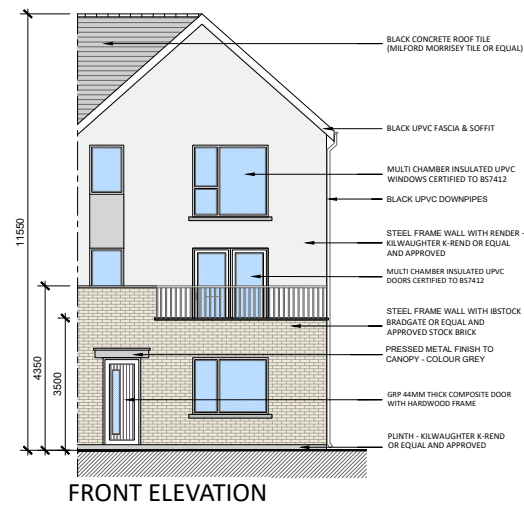 BLACK CONCRETE ROOF TILE
(MILFORD MORRISEY TILE OR EQUAL)
BLACK UPVC FASCIA & SOFFIT
MULTI CHAMBER INSULATED UPVC
WINDOWS CERTIFIED TO BS7412
BLACK UPVC DOWNPIPES
STEEL FRAME WALL WITH RENDER -
KILWAUGHTER K-REND OR EQUAL
AND APPROVED
MULTI CHAMBER INSULATED UPVC
DOORS CERTIFIED TO BS7412
STEEL FRAME WALL WITH IBSTOCK
BRADGATE OR EQUAL AND
APPROVED STOCK BRICK
PRESSED METAL FINISH TO
CANOPY - COLOUR GREY
GRP 44MM THICK COMPOSITE DOOR
WITH HARDWOOD FRAME
PLINTH - KILWAUGHTER K-REND
OR EQUAL AND APPROVED
11550
4350
3500
FRONT ELEVATION